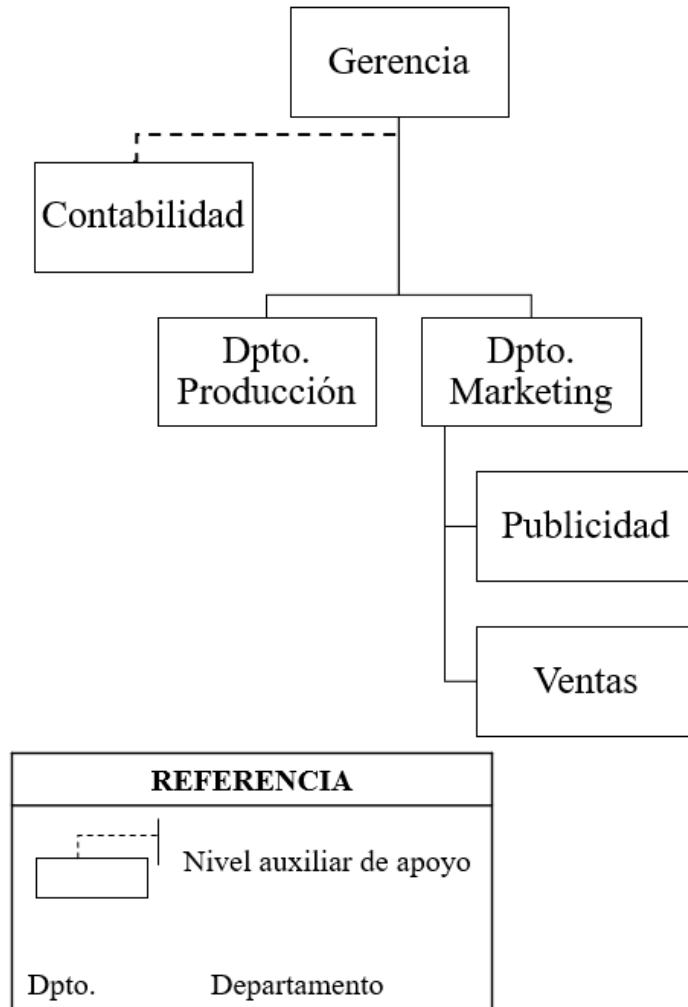 Gerencia
Contabilidad
Dpto.
Producción
Dpto.
Marketing
Publicidad
Ventas
REFERENCIA
Nivel auxiliar de apoyo
Dpto. Departamento